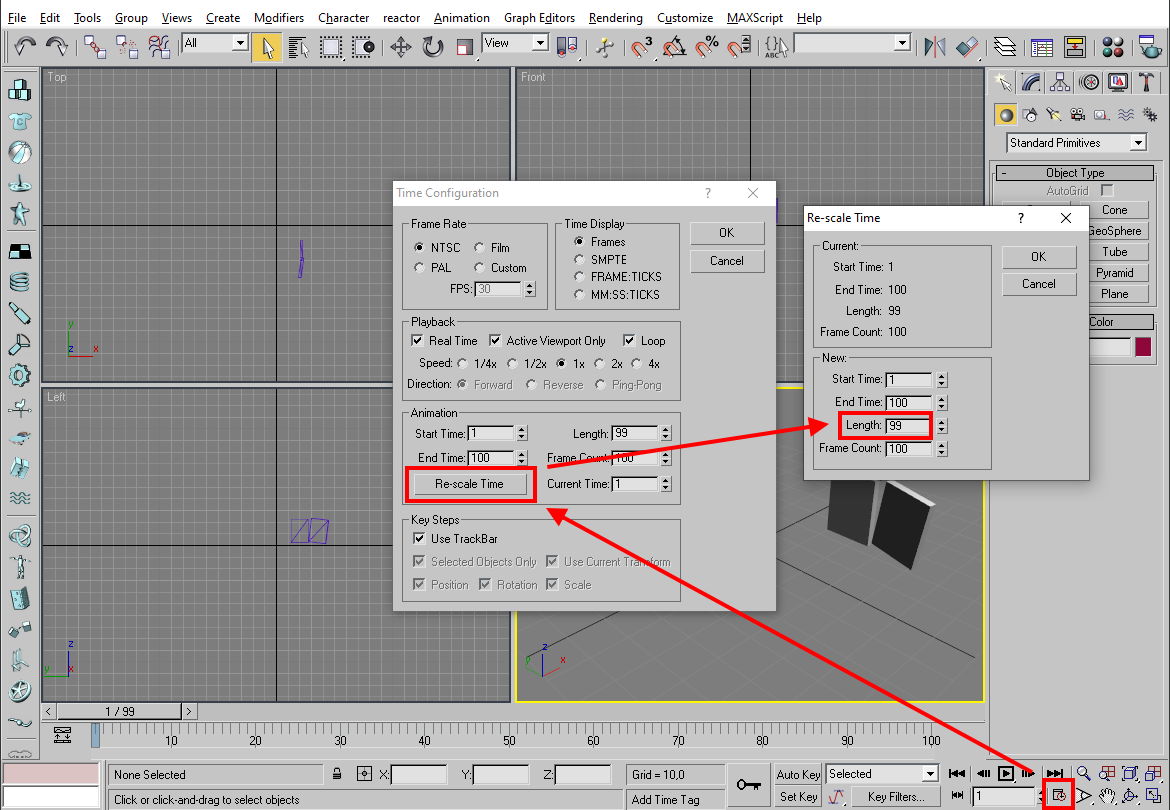 File Edit Tools Group Views Create Modifiers Character reactor Animation Graph Editors Rendering Customize MAXScript Help
All View 3 % {} ABC
Top
Front
Standard Primitives
- Object Type
AutoGrid
Cone
GeoSphere
Tube
Pyramid
Plane
Color
Time Configuration ? ×
Frame Rate
NTSC Film
PAL Custom
FPS: 30
Time Display
Frames
SMPTE
FRAME:TICKS
MM:SS:TICKS
OK
Cancel
Playback
Real Time Active Viewport Only Loop
Speed: 1/4x 1/2x 1x 2x 4x
Direction: Forward Reverse Ping-Pong
Animation
Start Time: 1 Length: 99
End Time: 100 Frame Count: 100
Re-scale Time Current Time: 1
Key Steps
Use TrackBar
Selected Objects Only Use Current Transform
Position Rotation Scale
Re-scale Time ? ×
Current:
Start Time: 1
End Time: 100
Length: 99
Frame Count: 100
OK
Cancel
New:
Start Time: 1
End Time: 100
Length: 99
Frame Count: 100
y
z x
Left
z
y x
z
y x
< 1 / 99 >
10 20 30 40 50 60 70 80 90 100
None Selected X: Y: Z: Grid = 10,0 Auto Key Selected
Click or click-and-drag to select objects Add Time Tag Set Key Key Filters... 1